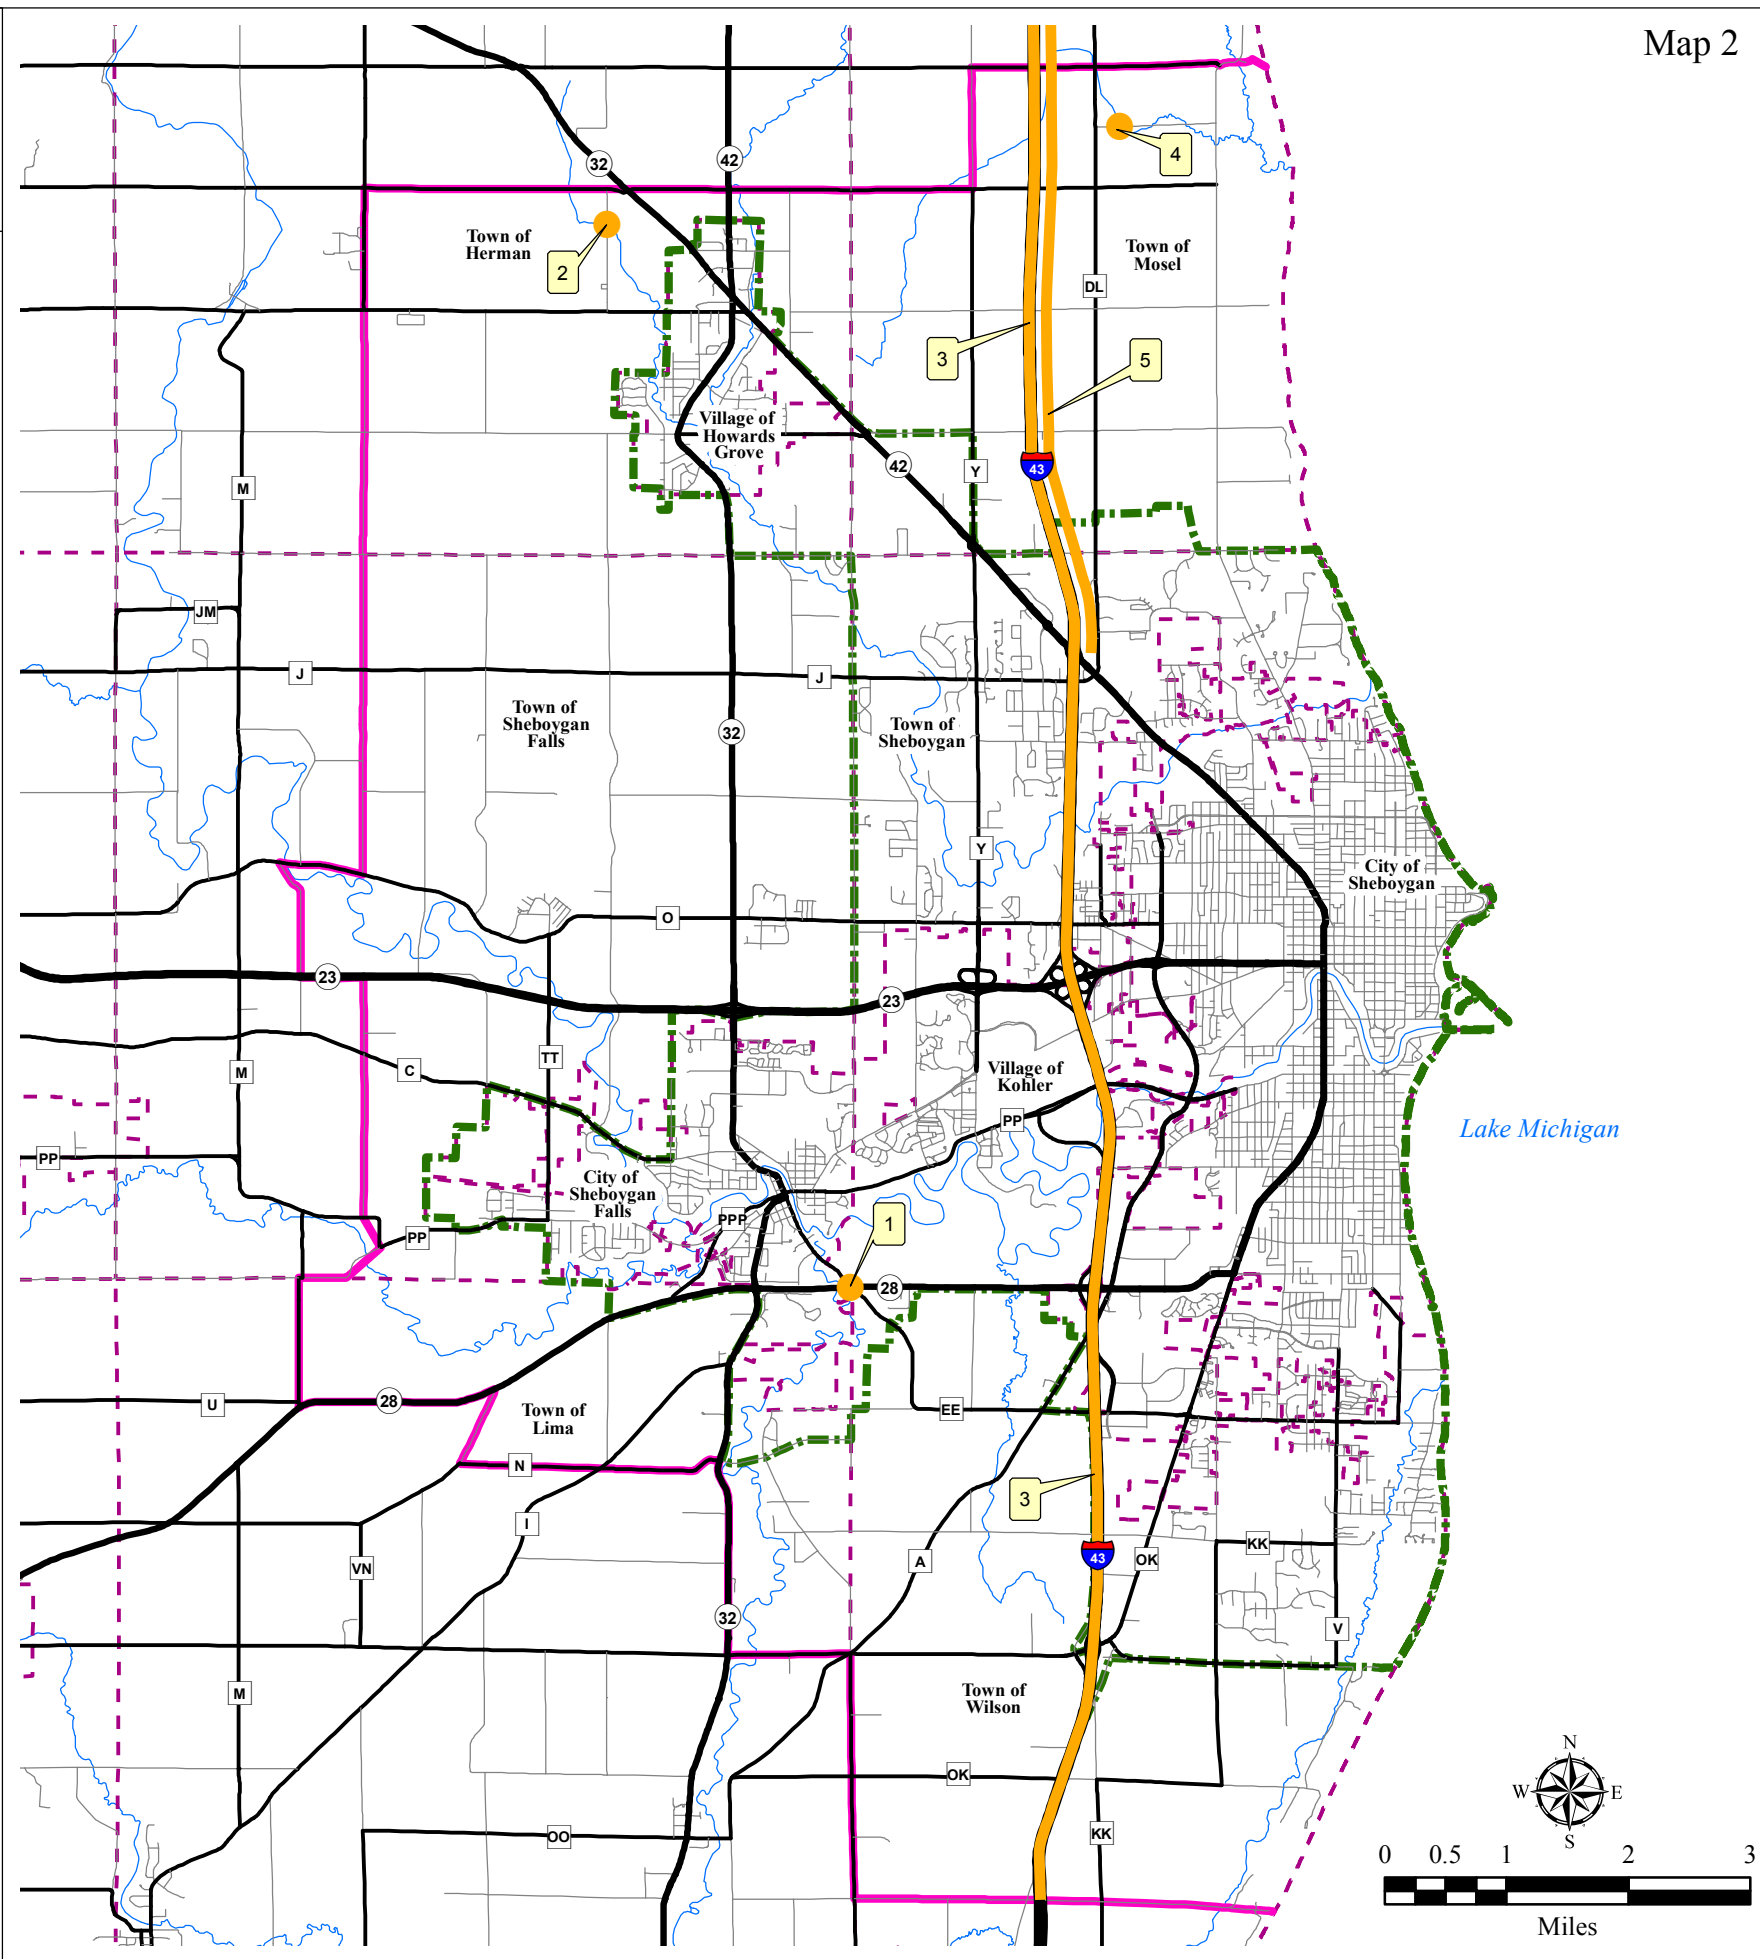 Map 2
32
42
4
Town of
Herman
2
Town of
Mosel
DL
3
5
Village of
Howards
Grove
42
Y
43
M
JM
J
J
Town of
Sheboygan
Falls
32
Town of
Sheboygan
Y
City of
Sheboygan
O
23
23
TT
C
M
Village of
Kohler
PP
PP
Lake Michigan
City of
Sheboygan
Falls
PPP
1
PP
28
U
28
Town of
Lima
EE
N
3
I
VN
A
43
OK
KK
32
V
M
Town of
Wilson
OK
OO
KK
N
W
E
S
0 0.5 1 2 3
Miles